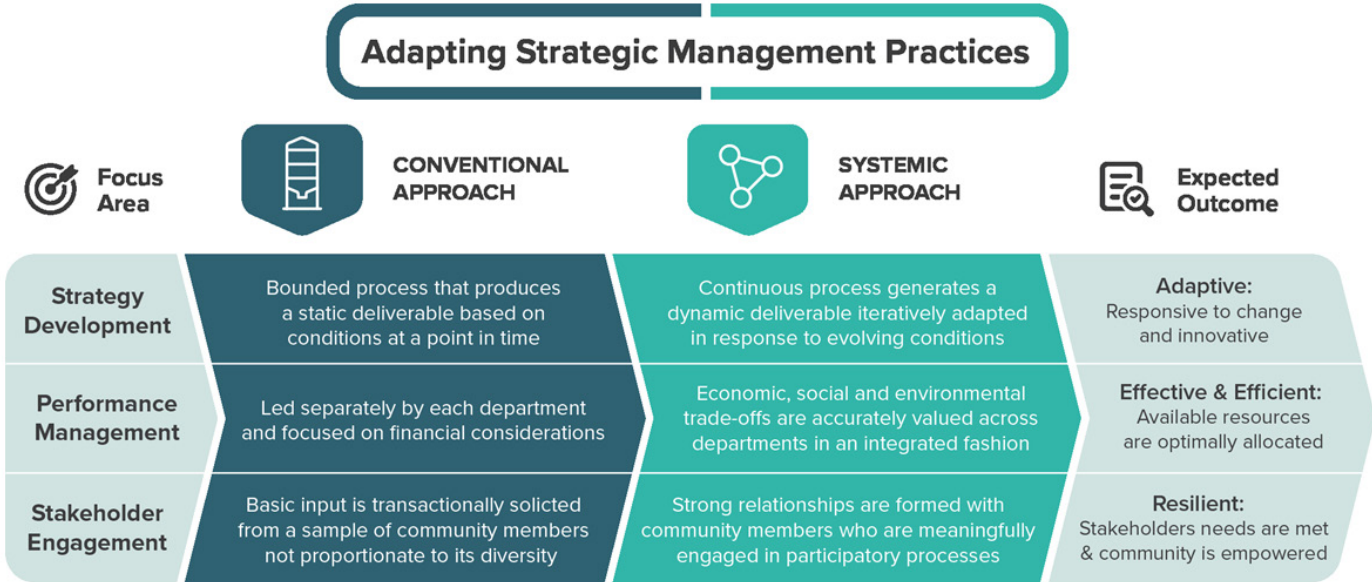 Adapting Strategic Management Practices
Focus
Area
CONVENTIONAL
APPROACH
SYSTEMIC
APPROACH
Expected
Outcome
Strategy
Development
Bounded process that produces
a static deliverable based on
conditions at a point in time
Continuous process generates a
dynamic deliverable iteratively adapted
in response to evolving conditions
Adaptive:
Responsive to change
and innovative
Performance
Management
Led separately by each department
and focused on financial considerations
Economic, social and environmental
trade-offs are accurately valued across
departments in an integrated fashion
Effective & Efficient:
Available resources
are optimally allocated
Stakeholder
Engagement
Basic input is transactionally solicted
from a sample of community members
not proportionate to its diversity
Strong relationships are formed with
community members who are meaningfully
engaged in participatory processes
Resilient:
Stakeholders needs are met
& community is empowered